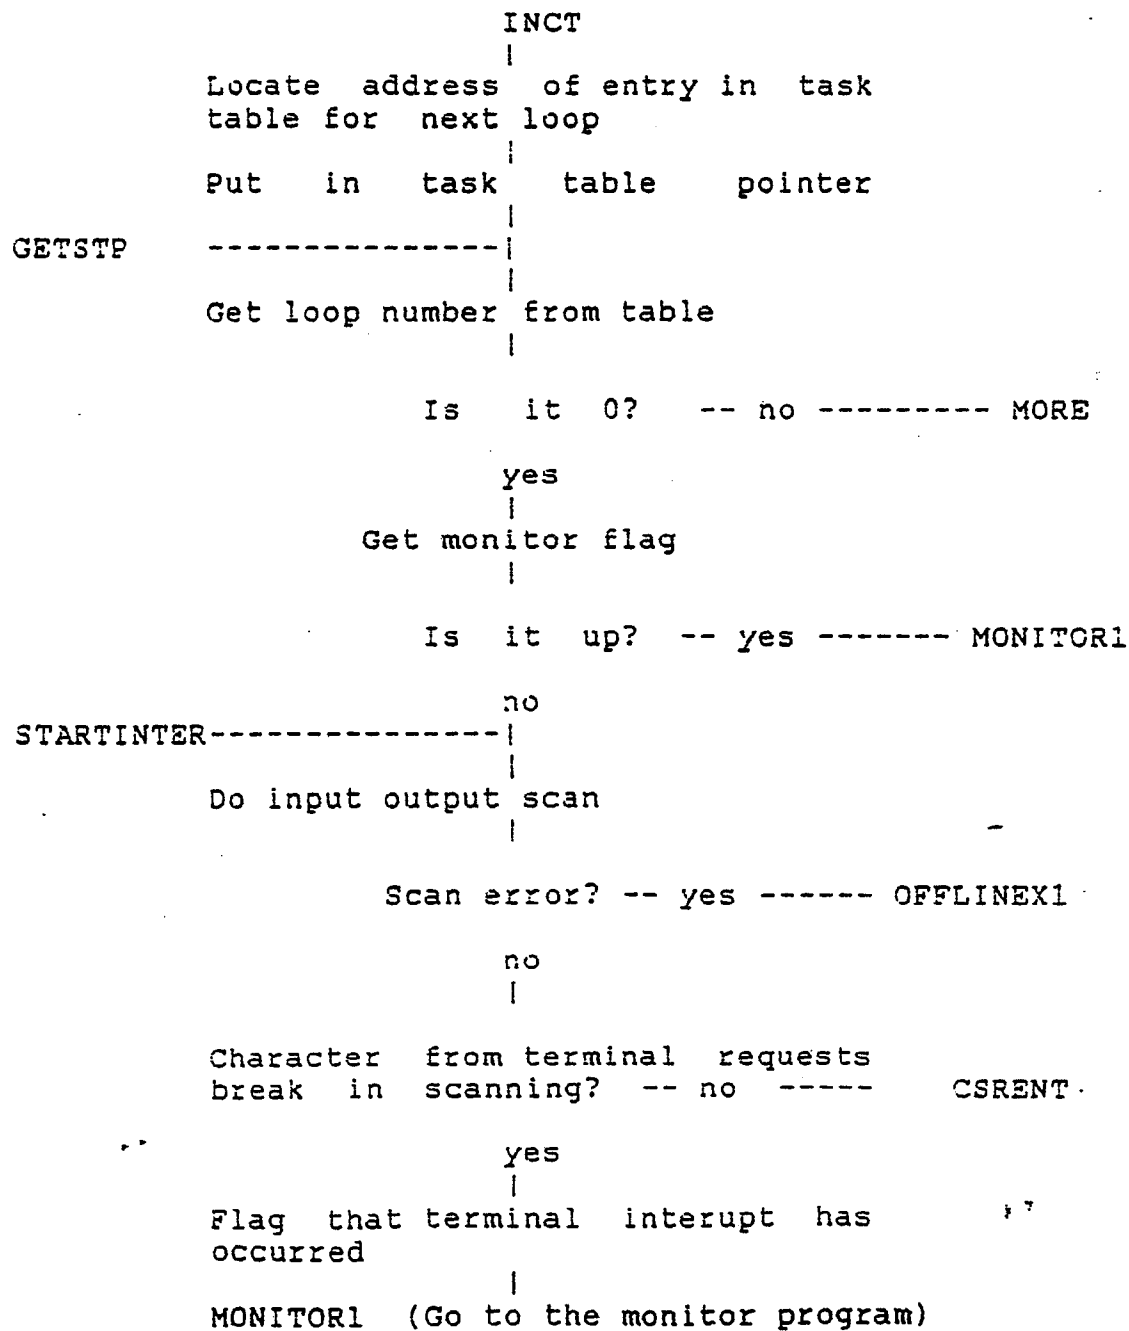 INCT
Locate address of entry in task
table for next loop
Put in task table pointer
GETSTP ---------------
Get loop number from table
Is it 0? -- no --------- MORE
yes
Get monitor flag
Is it up? -- yes ------- MONITOR1
no
STARTINTER---------------
Do input output scan
Scan error? -- yes ------ OFFLINEX1
no
Character from terminal requests
break in scanning? -- no ----- CSRENT
yes
Flag that terminal interupt has
occurred
MONITOR1 (Go to the monitor program)